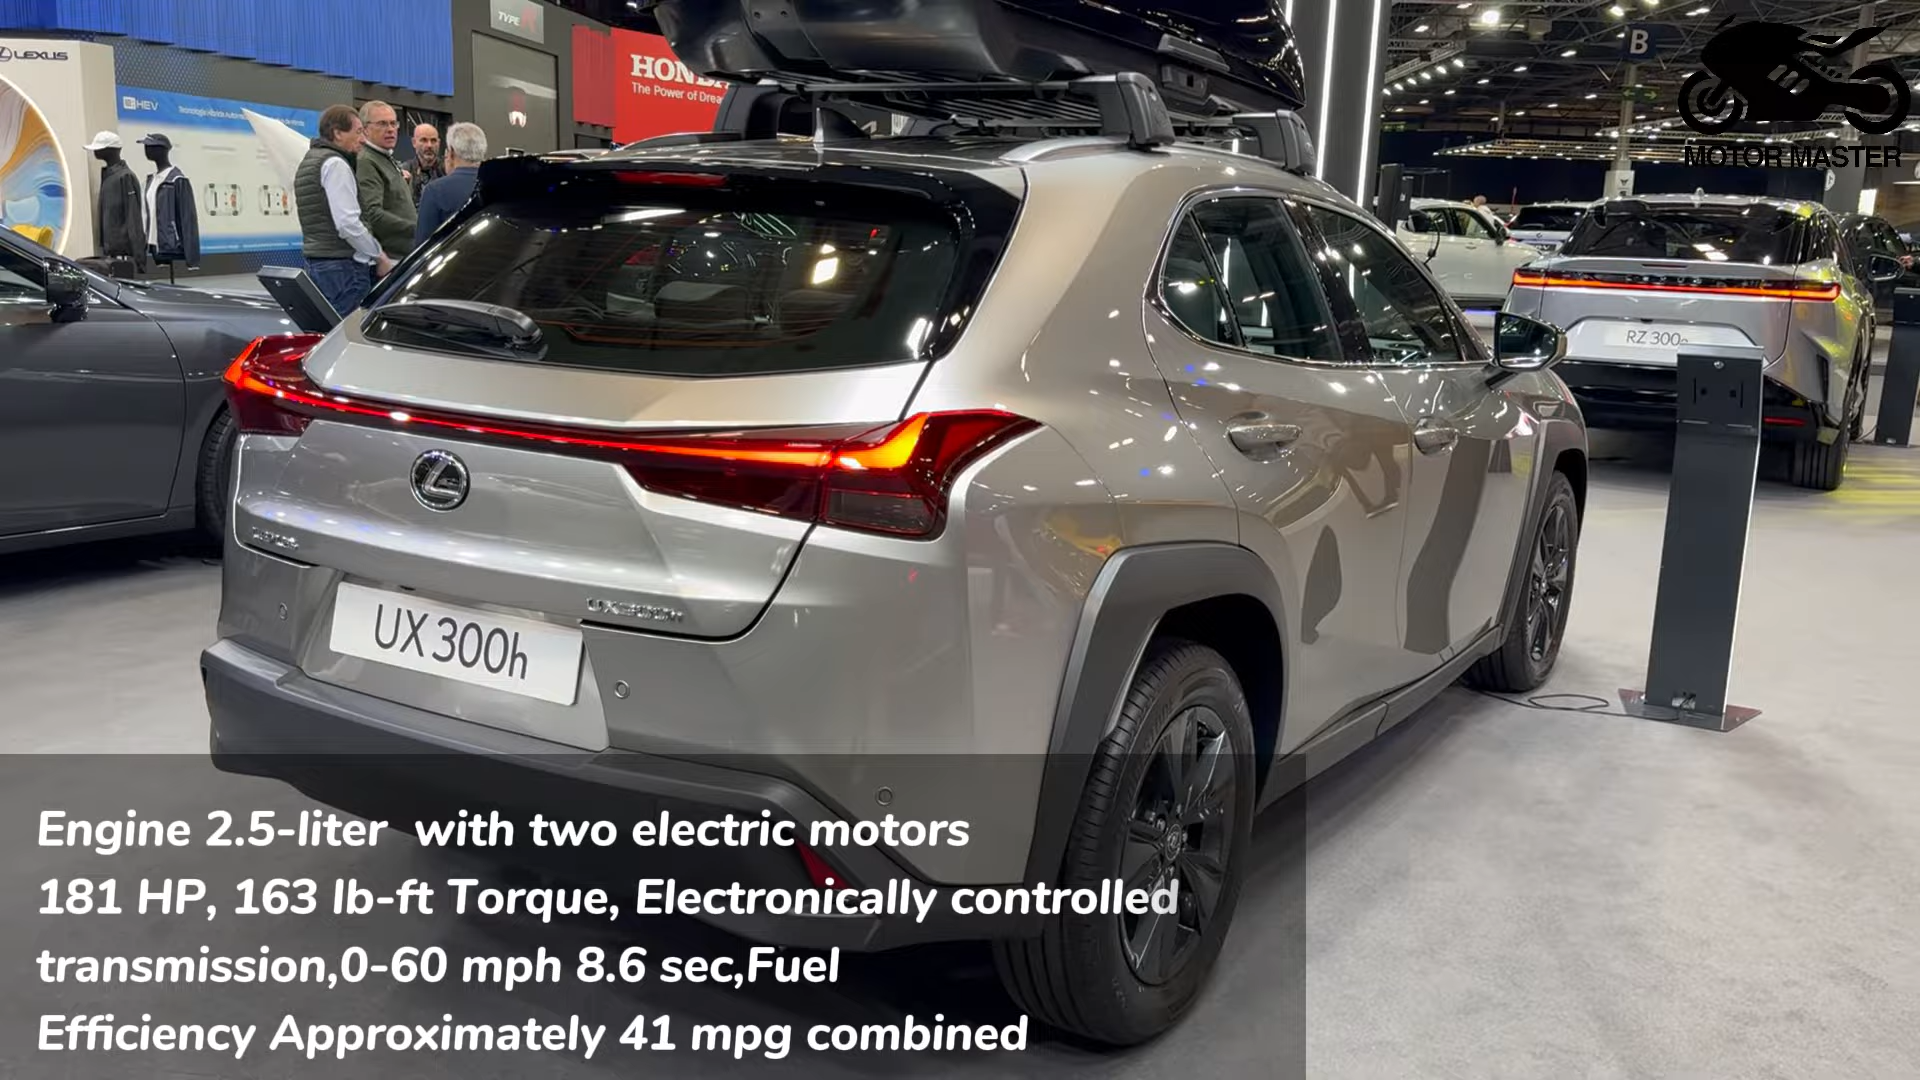 TYPE R
LEXUS
HONDA
The Power of Drea
HEV
B
MOTOR MASTER
RZ 300e
UX 300h
Engine 2.5-liter with two electric motors
181 HP, 163 lb-ft Torque, Electronically controlled
transmission,0-60 mph 8.6 sec,Fuel
Efficiency Approximately 41 mpg combined